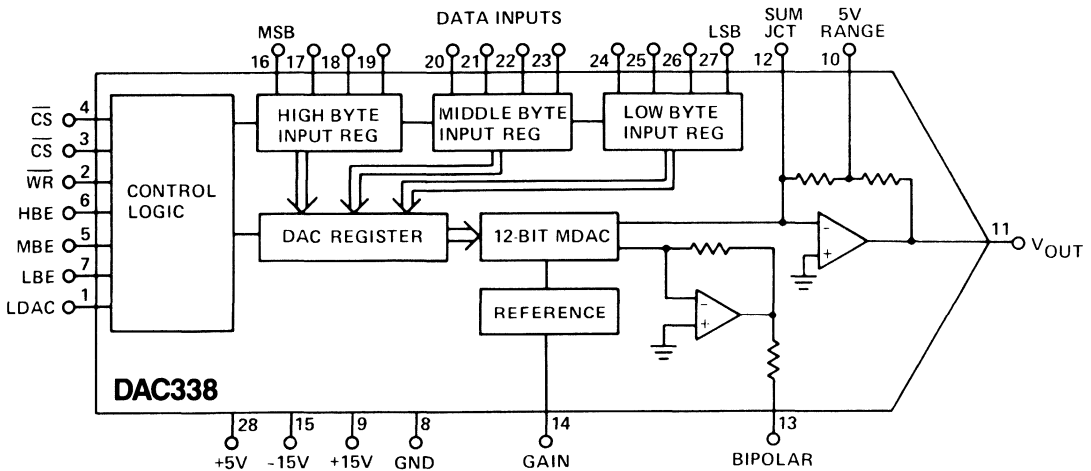 DATA INPUTS
SUM
JCT
5V
RANGE
MSB
LSB
16 17 18 19
20 21 22 23
24 25 26 27
12
10
HIGH BYTE
INPUT REG
MIDDLE BYTE
INPUT REG
LOW BYTE
INPUT REG
CS 4
CS 3
WR 2
HBE 6
MBE 5
LBE 7
LDAC 1
CONTROL
LOGIC
DAC REGISTER
12-BIT MDAC
REFERENCE
-
+
-
+
11
VOUT
DAC338
28
15
9
8
14
13
+5V
-15V
+15V
GND
GAIN
BIPOLAR